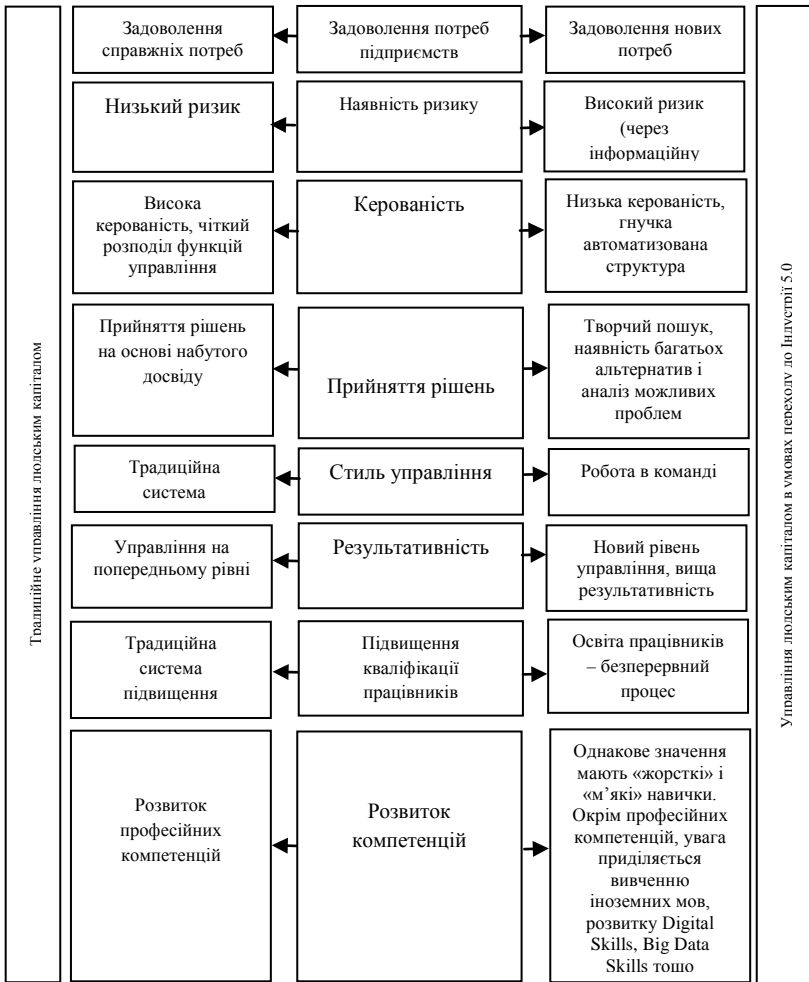 Традиційне управління людським капіталом
Задоволення
справжніх потреб
Задоволення потреб
підприємств
Задоволення нових
потреб
Низький ризик
Наявність ризику
Високий ризик
(через
інформаційну
Висока
керованість, чіткий
розподіл функцій
управління
Керованість
Низька керованість,
гнучка
автоматизована
структура
Прийняття рішень
на основі набутого
досвіду
Прийняття рішень
Творчий пошук,
наявність багатьох
альтернатив і
аналіз можливих
проблем
Традиційна
система
Стиль управління
Робота в команді
Управління на
попередньому рівні
Результативність
Новий рівень
управління, вища
результативність
Традиційна
система
підвищення
Підвищення
кваліфікації
працівників
Освіта працівників
– безперервний
процес
Розвиток
професійних
компетенцій
Розвиток
компетенцій
Однакове значення
мають «жорсткі» і
«м’які» навички.
Окрім професійних
компетенцій, увага
приділяється
вивченню
іноземних мов,
розвитку Digital
Skills, Big Data
Skills тошо
Управління людським капіталом в умовах переходу до Індустрії 5.0